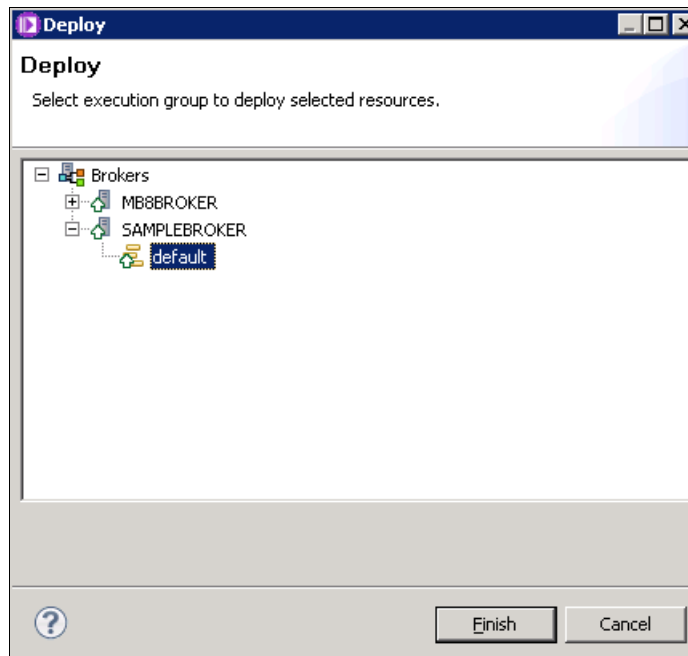 Deploy
Deploy
Select execution group to deploy selected resources.
Brokers
MB8BROKER
SAMPLEBROKER
default
?
Finish
Cancel